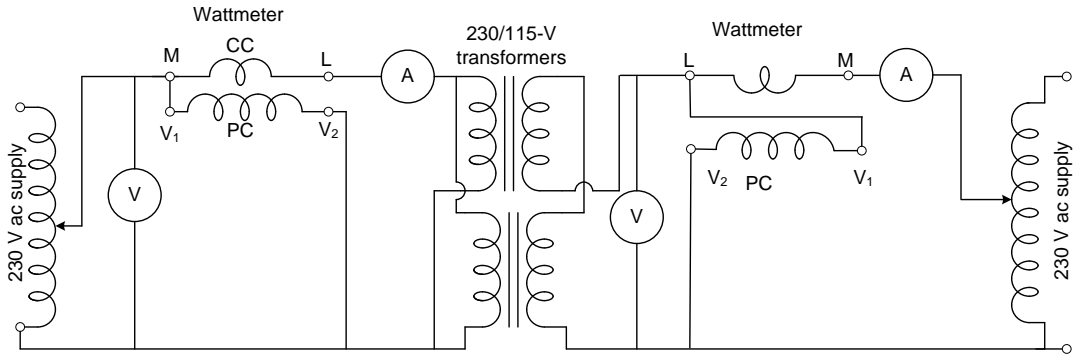 Wattmeter
230/115-V
transformers
Wattmeter
M
CC
L
A
L
M
A
V₁
PC
V₂
V₂
PC
V₁
V
V
230 V ac supply
230 V ac supply